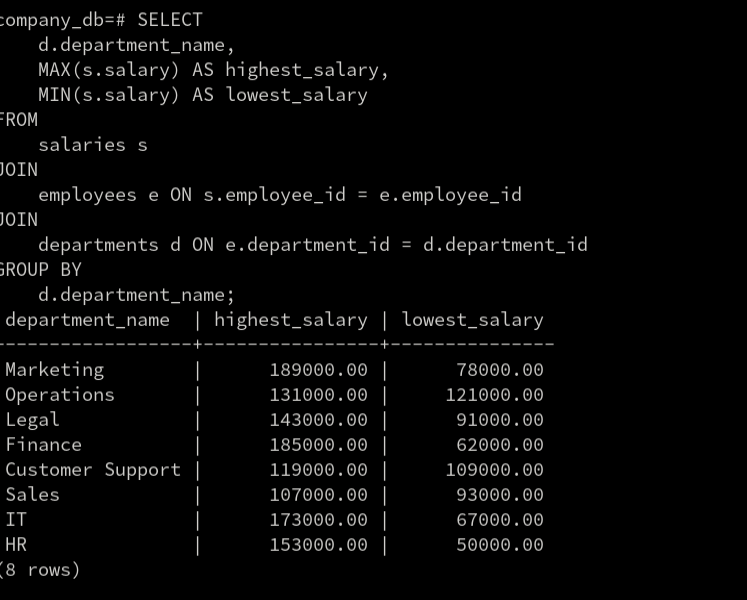 company_db=# SELECT
    d.department_name,
    MAX(s.salary) AS highest_salary,
    MIN(s.salary) AS lowest_salary
FROM
    salaries s
JOIN
    employees e ON s.employee_id = e.employee_id
JOIN
    departments d ON e.department_id = d.department_id
GROUP BY
    d.department_name;
 department_name  | highest_salary | lowest_salary
------------------+----------------+---------------
 Marketing        |      189000.00 |      78000.00
 Operations       |      131000.00 |     121000.00
 Legal            |      143000.00 |      91000.00
 Finance          |      185000.00 |      62000.00
 Customer Support |      119000.00 |     109000.00
 Sales            |      107000.00 |      93000.00
 IT               |      173000.00 |      67000.00
 HR               |      153000.00 |      50000.00
(8 rows)